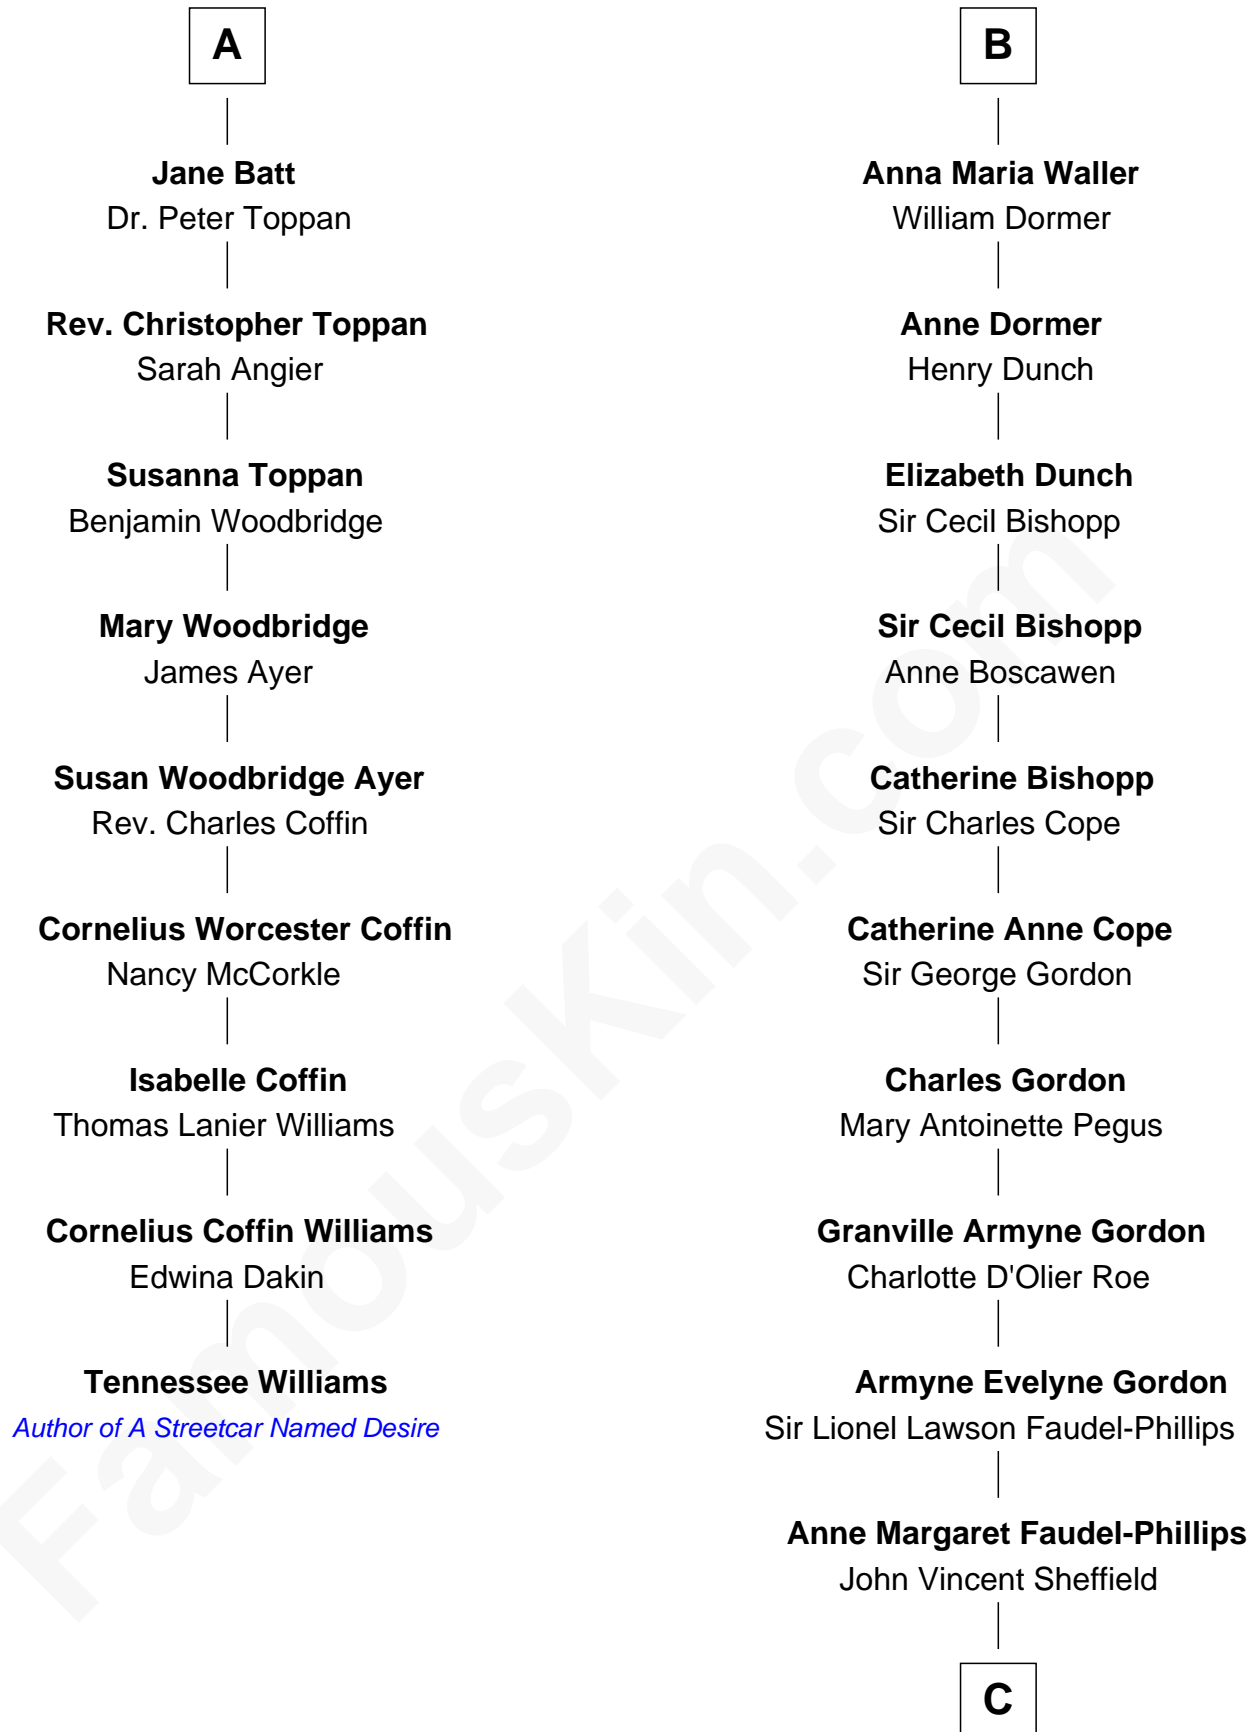 A
Jane Batt
Dr. Peter Toppan
Rev. Christopher Toppan
Sarah Angier
Susanna Toppan
Benjamin Woodbridge
Mary Woodbridge
James Ayer
Susan Woodbridge Ayer
Rev. Charles Coffin
Cornelius Worcester Coffin
Nancy McCorkle
Isabelle Coffin
Thomas Lanier Williams
Cornelius Coffin Williams
Edwina Dakin
Tennessee Williams
Author of A Streetcar Named Desire
B
Anna Maria Waller
William Dormer
Anne Dormer
Henry Dunch
Elizabeth Dunch
Sir Cecil Bishopp
Sir Cecil Bishopp
Anne Boscawen
Catherine Bishopp
Sir Charles Cope
Catherine Anne Cope
Sir George Gordon
Charles Gordon
Mary Antoinette Pegus
Granville Armyne Gordon
Charlotte D'Olier Roe
Armyne Evelyne Gordon
Sir Lionel Lawson Faudel-Phillips
Anne Margaret Faudel-Phillips
John Vincent Sheffield
C
FamousKin.com